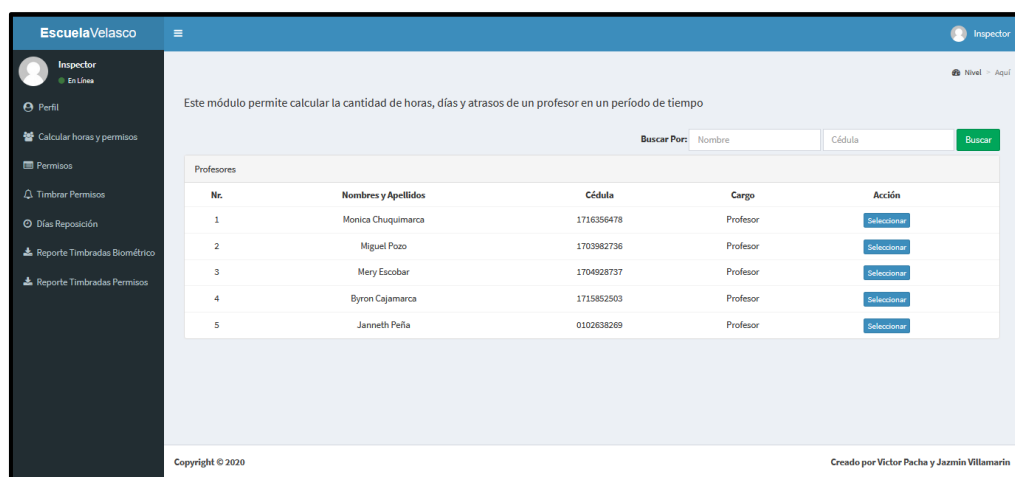 EscuelaVelasco
Inspector
Inspector
En Línea
Nivel > Aquí
Perfil
Calcular horas y permisos
Permisos
Timbrar Permisos
Días Reposición
Reporte Timbradas Biométrico
Reporte Timbradas Permisos
Este módulo permite calcular la cantidad de horas, días y atrasos de un profesor en un período de tiempo
Buscar Por: Nombre Cédula Buscar
Profesores
Nr. Nombres y Apellidos Cédula Cargo Acción
1 Monica Chuquimarca 1716356478 Profesor Seleccionar
2 Miguel Pozo 1703982736 Profesor Seleccionar
3 Mery Escobar 1704928737 Profesor Seleccionar
4 Byron Cajamarca 1715852503 Profesor Seleccionar
5 Janneth Peña 0102638269 Profesor Seleccionar
Copyright © 2020
Creado por Victor Pacha y Jazmin Villamarin